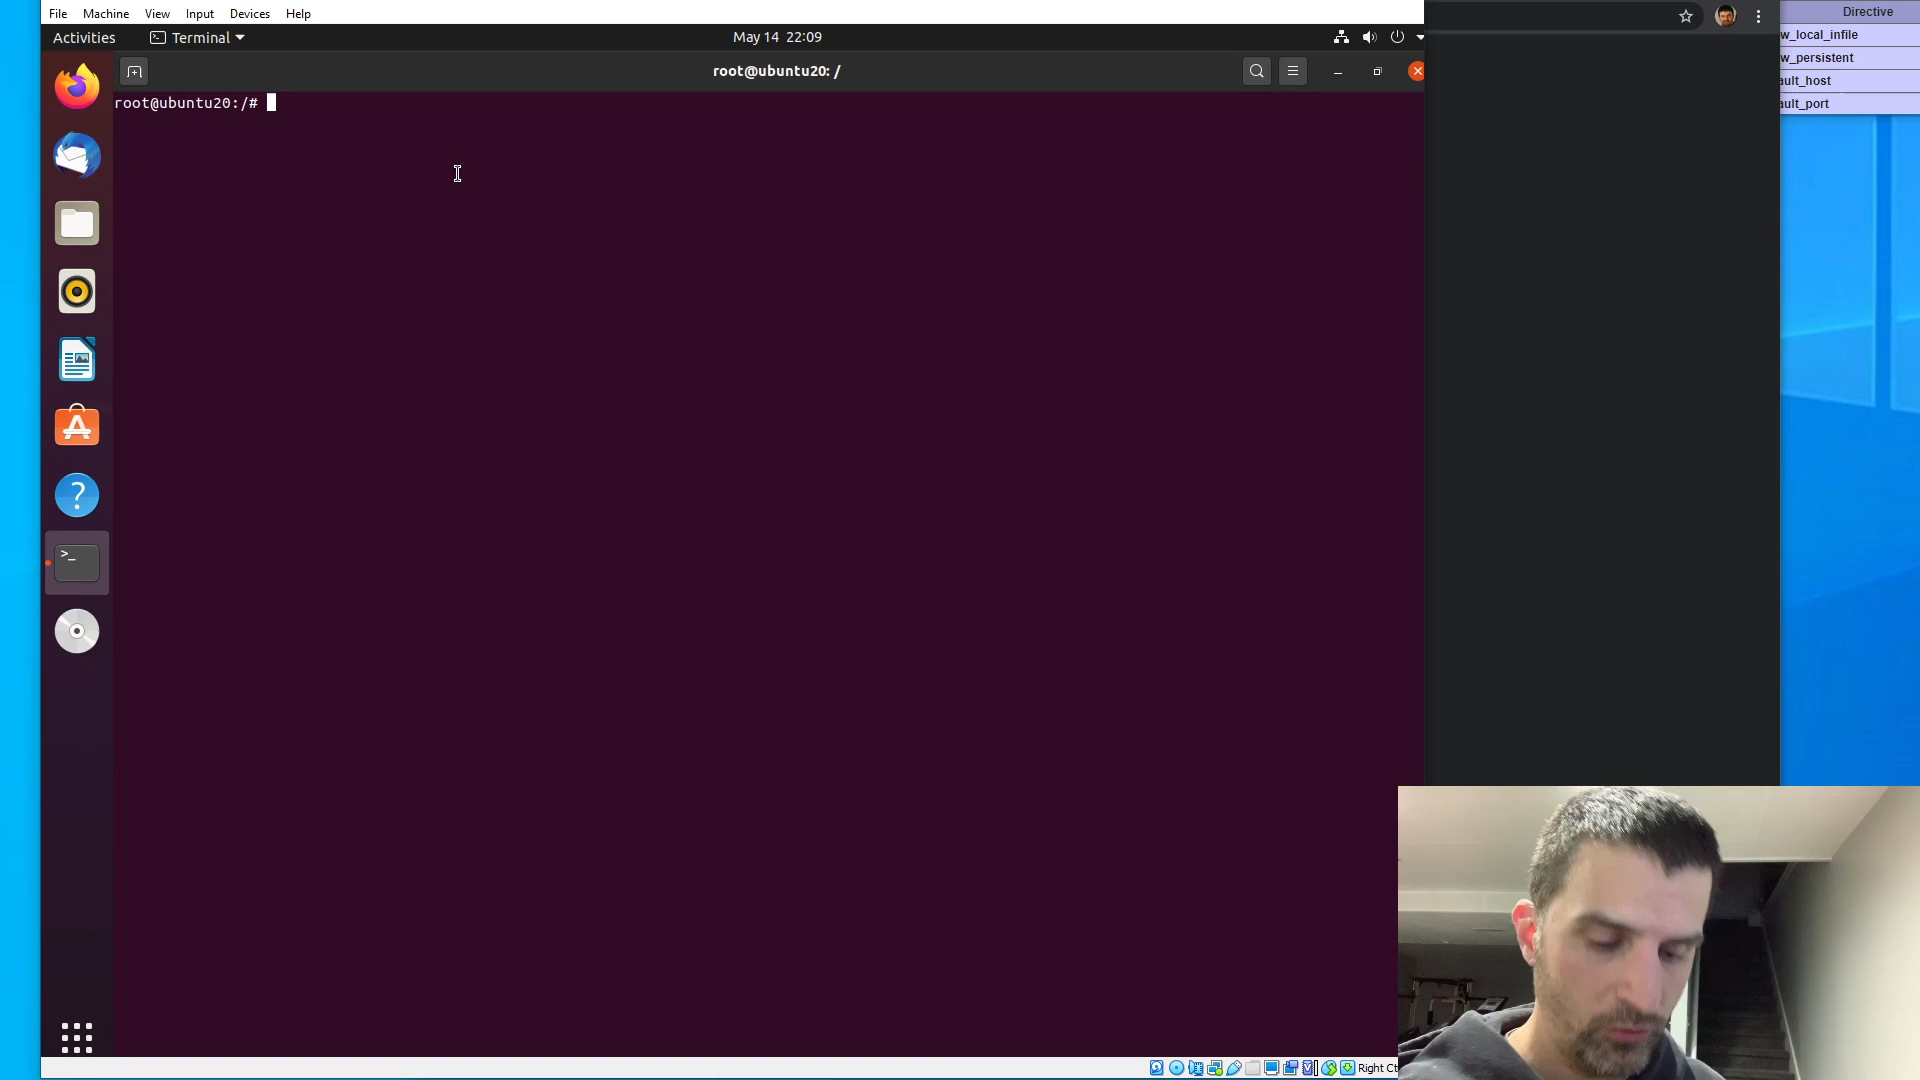 File Machine View Input Devices Help
Activities Terminal May 14 22:09
root@ubuntu20: /
root@ubuntu20:/#
Directive
w_local_infile
w_persistent
ault_host
ault_port
Right Ct